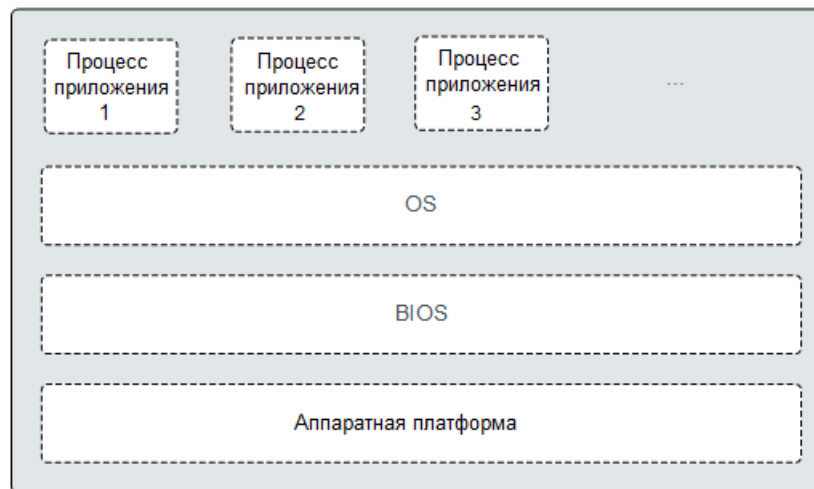 Процесс
приложения
1
Процесс
приложения
2
Процесс
приложения
3
...
OS
BIOS
Аппаратная платформа